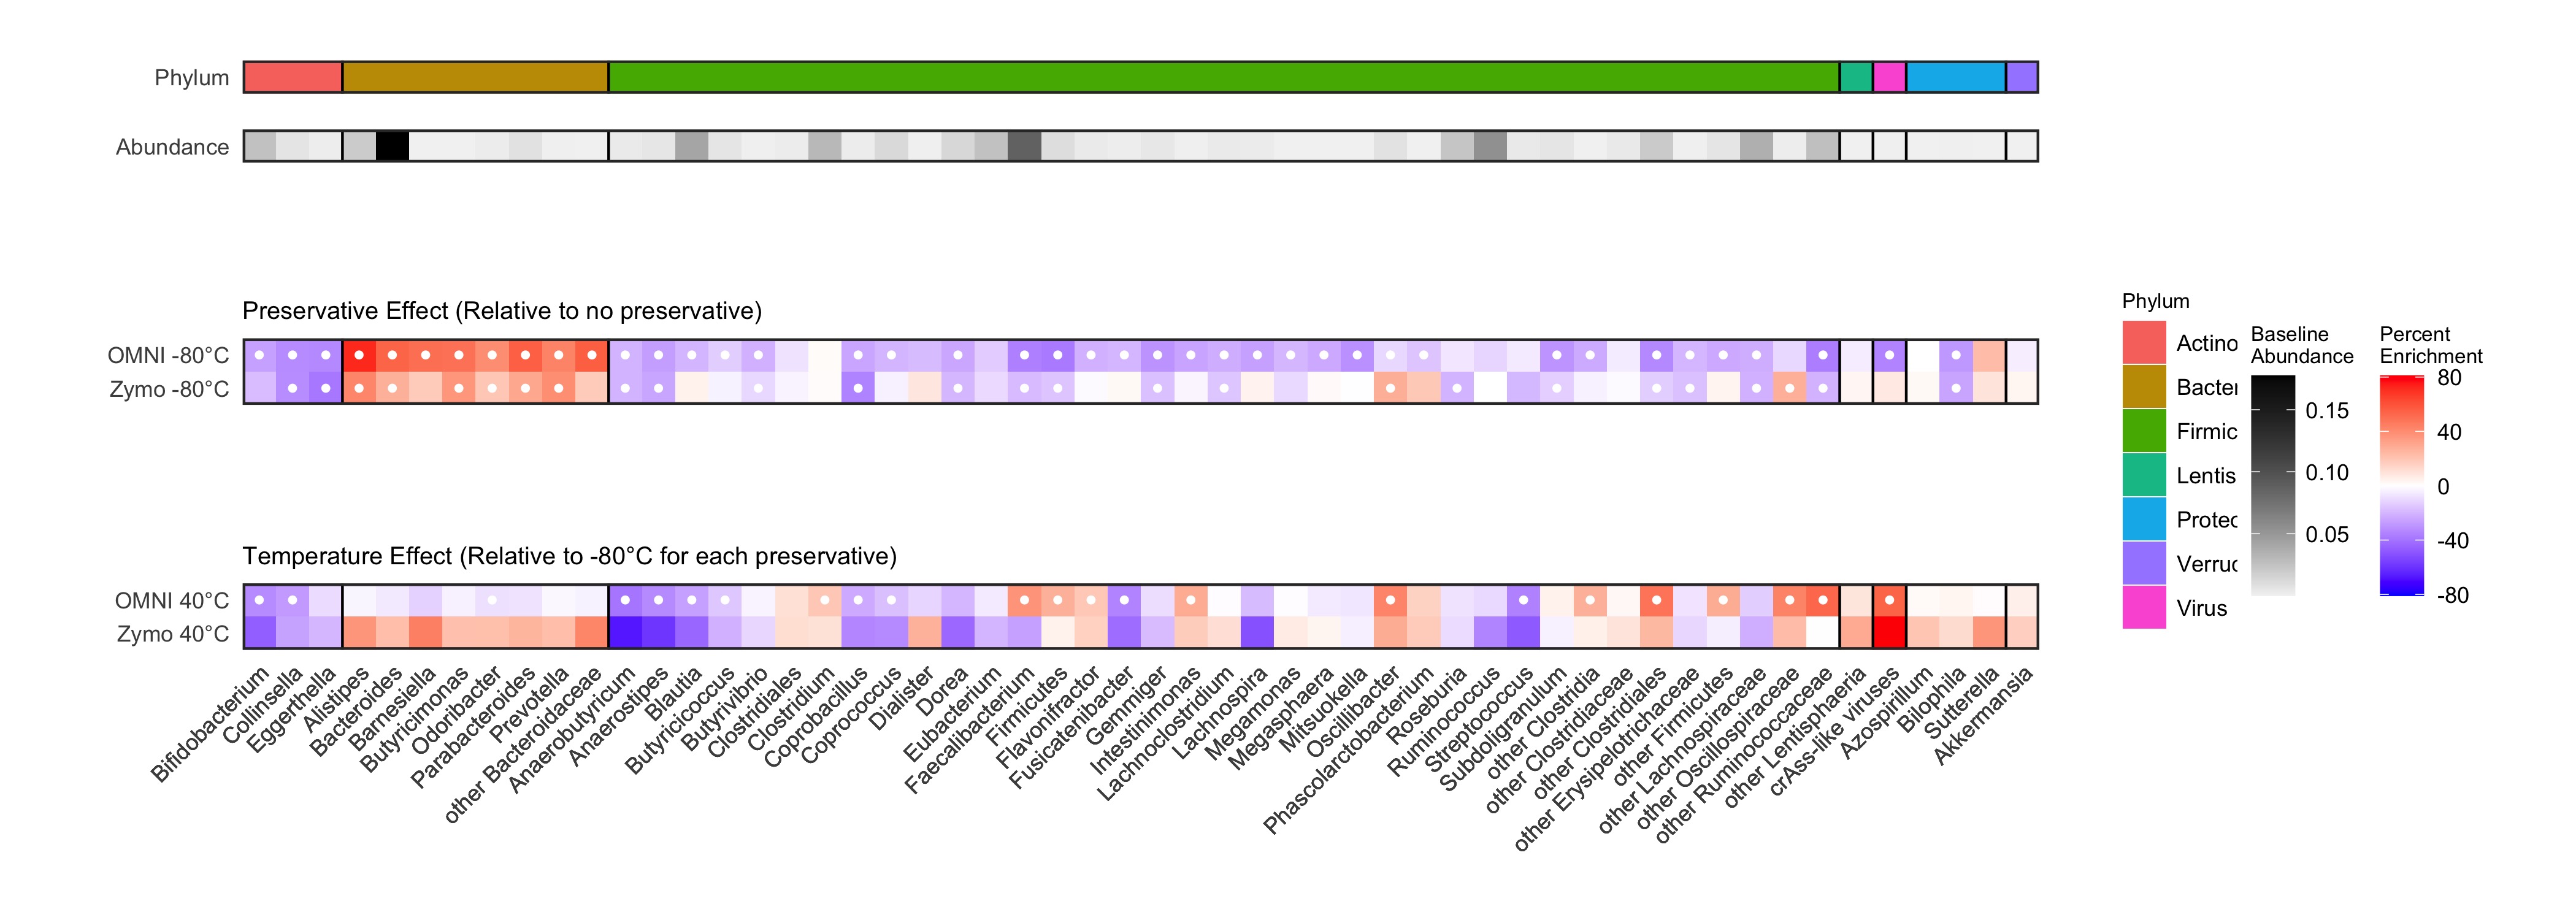 Phylum
Abundance
Preservative Effect (Relative to no preservative)
OMNI -80°C
Zymo -80°C
Temperature Effect (Relative to -80°C for each preservative)
OMNI 40°C
Zymo 40°C
Bifidobacterium
Collinsella
Eggerthella
Alistipes
Bacteroides
Barnesiella
Butyricimonas
Odoribacter
Parabacteroides
Prevotella
other Bacteroidaceae
Anaerobutyricum
Anaerostipes
Blautia
Butyricicoccus
Butyrivibrio
Clostridiales
Clostridium
Coprobacillus
Coprococcus
Dialister
Dorea
Eubacterium
Faecalibacterium
Firmicutes
Flavonifractor
Fusicatenibacter
Gemmiger
Intestinimonas
Lachnoclostridium
Lachnospira
Megamonas
Megasphaera
Mitsuokella
Oscillibacter
Phascolarctobacterium
Roseburia
Ruminococcus
Streptococcus
Subdoligranulum
other Clostridia
other Clostridiaceae
other Clostridiales
other Erysipelotrichaceae
other Firmicutes
other Lachnospiraceae
other Oscillospiraceae
other Ruminococcaceae
other Lentisphaeria
crAss-like viruses
Azospirillum
Bilophila
Sutterella
Akkermansia
Phylum
Actino
Bacter
Firmic
Lentis
Protec
Verruc
Virus
Baseline
Abundance
0.15
0.10
0.05
Percent
Enrichment
80
40
0
-40
-80